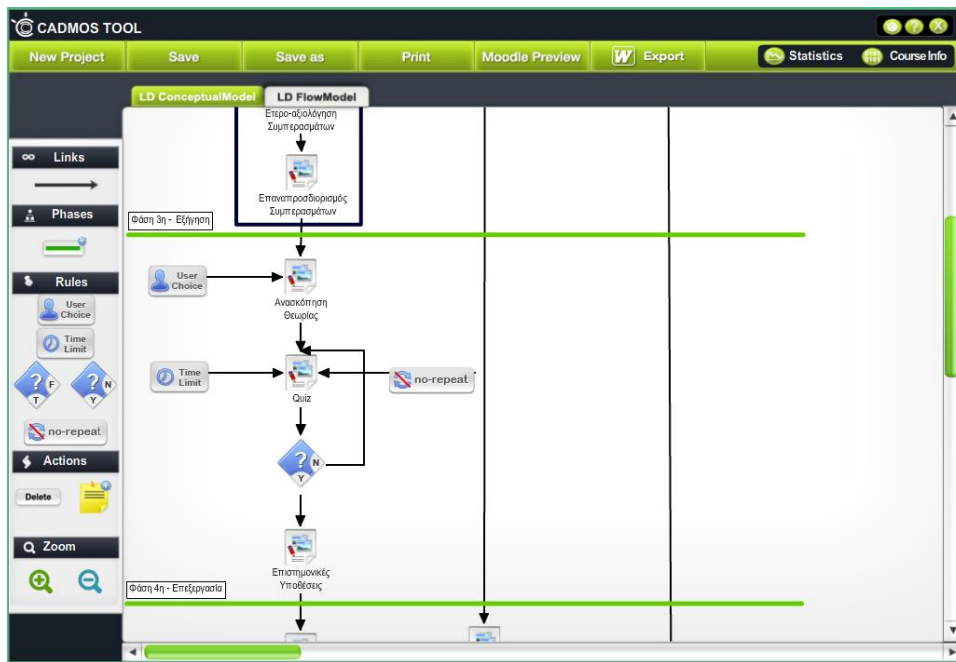 CADMOS TOOL
New Project Save Save as Print Moodle Preview W Export Statistics Course Info
LD ConceptualModel LD FlowModel
Ετερο-αξιολόγηση
Συμπερασμάτων
Links
Επαναπροσδιορισμός
Συμπερασμάτων
Phases
Φάση 3η - Εξήγηση
Rules
User
Choice
User
Choice
Ανασκόπηση
Θεωρίας
Time
Limit
Time
Limit
no-repeat
Quiz
? F
T
? N
Y
no-repeat
Actions
? N
Y
Delete
Zoom
Επιστημονικές
Υποθέσεις
Φάση 4η - Επεξεργασία